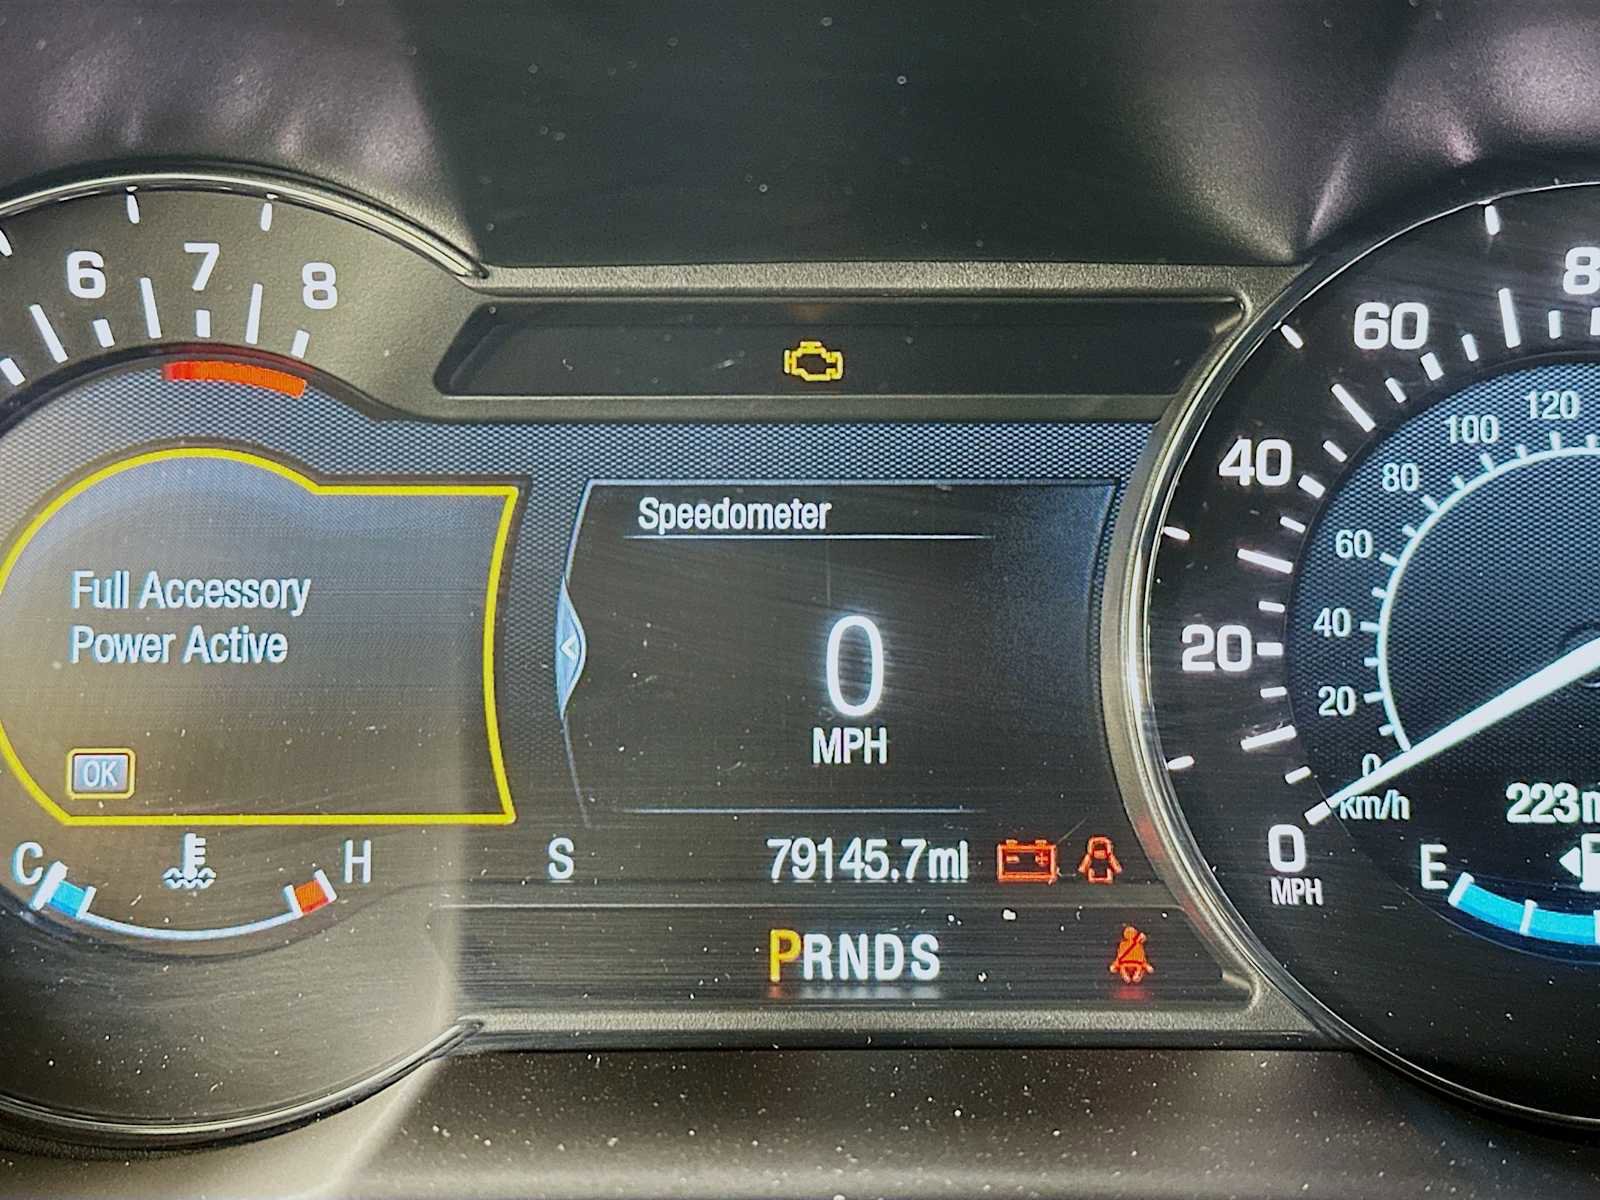 6 7 8
Full Accessory
Power Active
OK
C H
Speedometer
0
MPH
S 79145.7mi
PRNDS
60
40
20
0
MPH
120
100
80
60
40
20
0
km/h
223
E